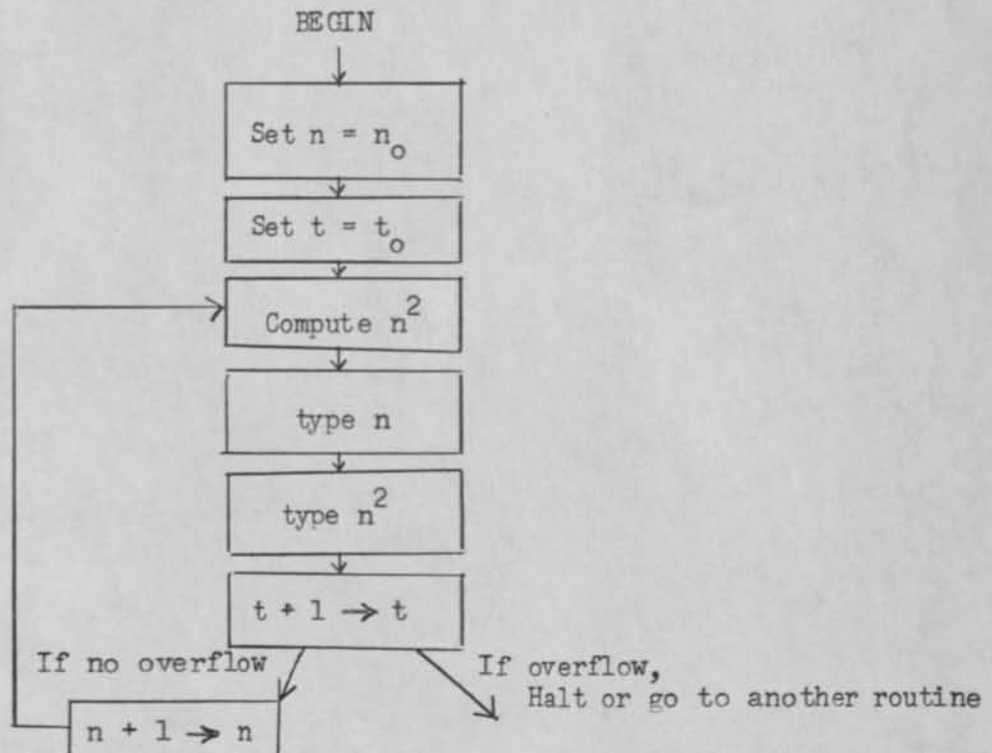 BEGIN
Set n = n₀
Set t = t₀
Compute n²
type n
type n²
t + 1 → t
If no overflow
If overflow,
Halt or go to another routine
n + 1 → n